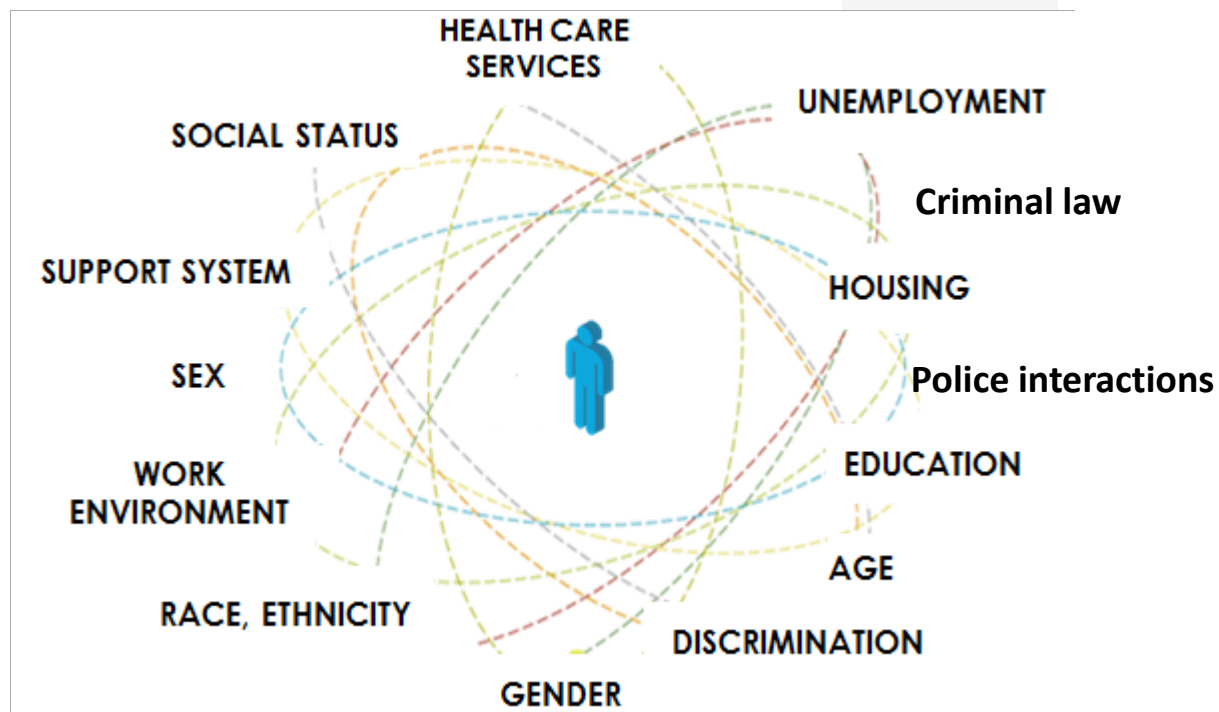 HEALTH CARE
SERVICES
UNEMPLOYMENT
SOCIAL STATUS
Criminal law
SUPPORT SYSTEM
HOUSING
SEX
Police interactions
EDUCATION
WORK
ENVIRONMENT
AGE
RACE, ETHNICITY
DISCRIMINATION
GENDER